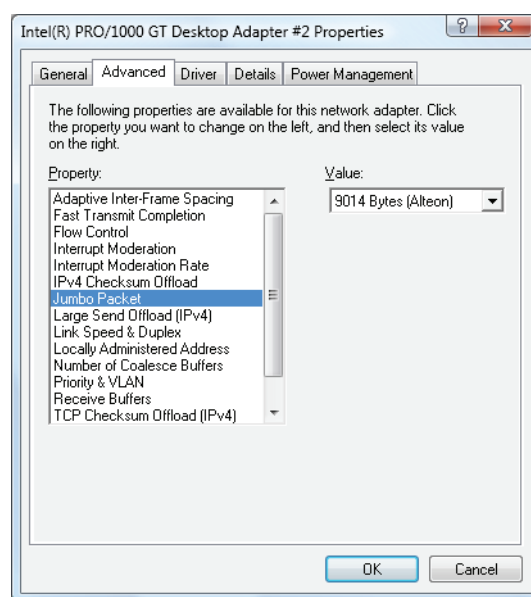 Intel(R) PRO/1000 GT Desktop Adapter #2 Properties
General Advanced Driver Details Power Management
The following properties are available for this network adapter. Click
the property you want to change on the left, and then select its value
on the right.
Property:
Value:
Adaptive Inter-Frame Spacing
Fast Transmit Completion
Flow Control
Interrupt Moderation
Interrupt Moderation Rate
IPv4 Checksum Offload
Jumbo Packet
Large Send Offload (IPv4)
Link Speed & Duplex
Locally Administered Address
Number of Coalesce Buffers
Priority & VLAN
Receive Buffers
TCP Checksum Offload (IPv4)
9014 Bytes (Alteon)
OK Cancel